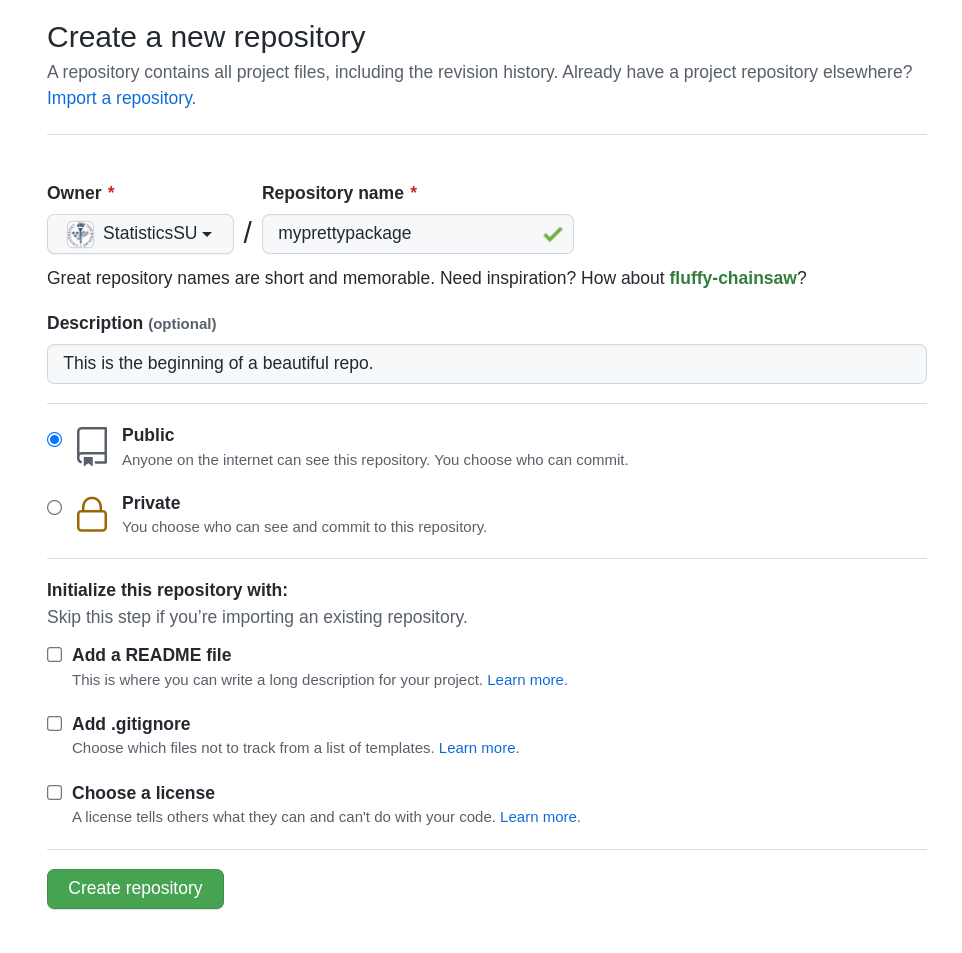 Create a new repository
A repository contains all project files, including the revision history. Already have a project repository elsewhere?
Import a repository.
Owner *
Repository name *
StatisticsSU
/
myprettypackage
Great repository names are short and memorable. Need inspiration? How about fluffy-chainsaw?
Description (optional)
This is the beginning of a beautiful repo.
Public
Anyone on the internet can see this repository. You choose who can commit.
Private
You choose who can see and commit to this repository.
Initialize this repository with:
Skip this step if you’re importing an existing repository.
Add a README file
This is where you can write a long description for your project. Learn more.
Add .gitignore
Choose which files not to track from a list of templates. Learn more.
Choose a license
A license tells others what they can and can't do with your code. Learn more.
Create repository